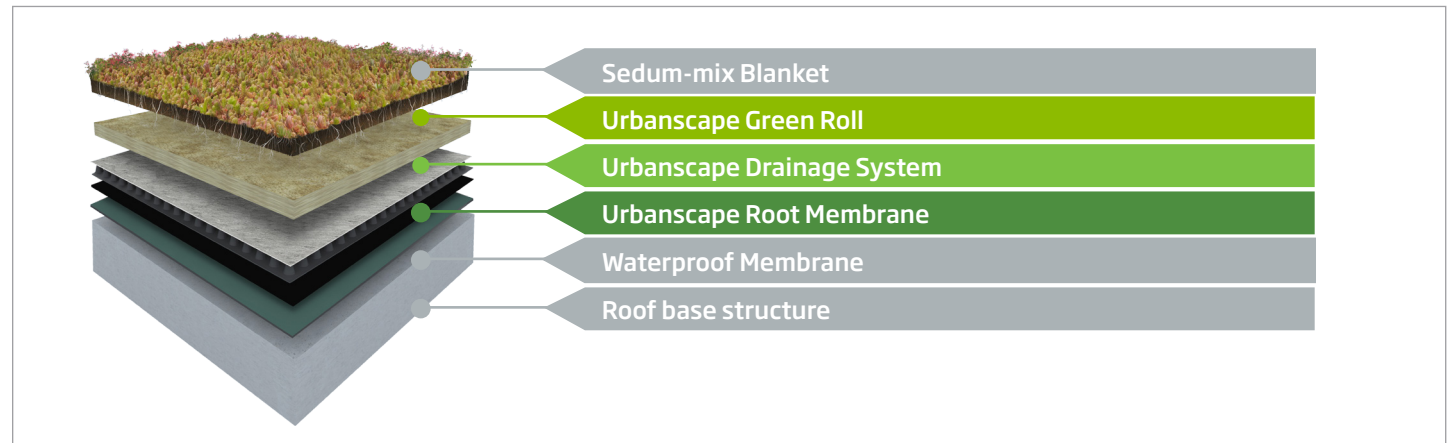 Sedum-mix Blanket
Urbanscape Green Roll
Urbanscape Drainage System
Urbanscape Root Membrane
Waterproof Membrane
Roof base structure